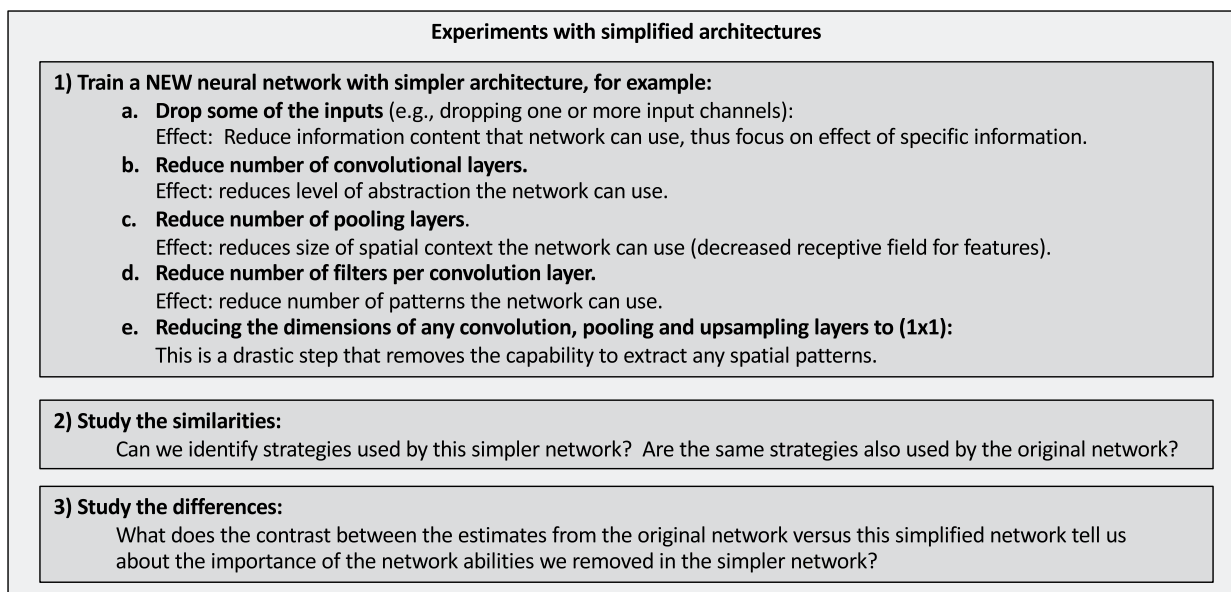 Experiments with simplified architectures
1) Train a NEW neural network with simpler architecture, for example:
a. Drop some of the inputs (e.g., dropping one or more input channels):
Effect: Reduce information content that network can use, thus focus on effect of specific information.
b. Reduce number of convolutional layers.
Effect: reduces level of abstraction the network can use.
c. Reduce number of pooling layers.
Effect: reduces size of spatial context the network can use (decreased receptive field for features).
d. Reduce number of filters per convolution layer.
Effect: reduce number of patterns the network can use.
e. Reducing the dimensions of any convolution, pooling and upsampling layers to (1x1):
This is a drastic step that removes the capability to extract any spatial patterns.
2) Study the similarities:
Can we identify strategies used by this simpler network? Are the same strategies also used by the original network?
3) Study the differences:
What does the contrast between the estimates from the original network versus this simplified network tell us
about the importance of the network abilities we removed in the simpler network?